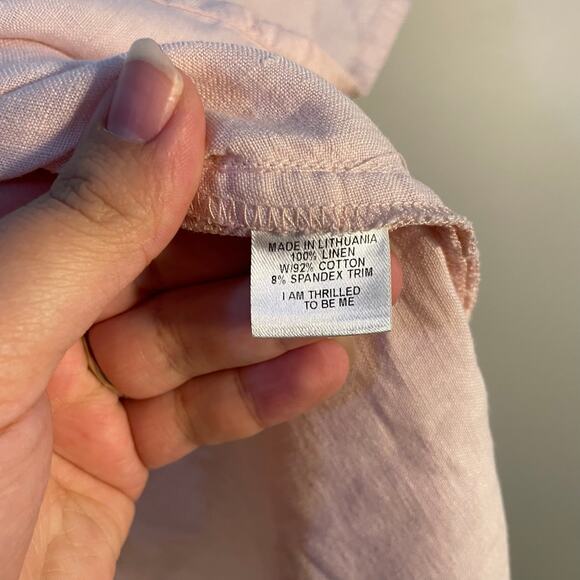 MADE IN LITHUANIA
100% LINEN
W/92% COTTON
8% SPANDEX TRIM
I AM THRILLED
TO BE ME